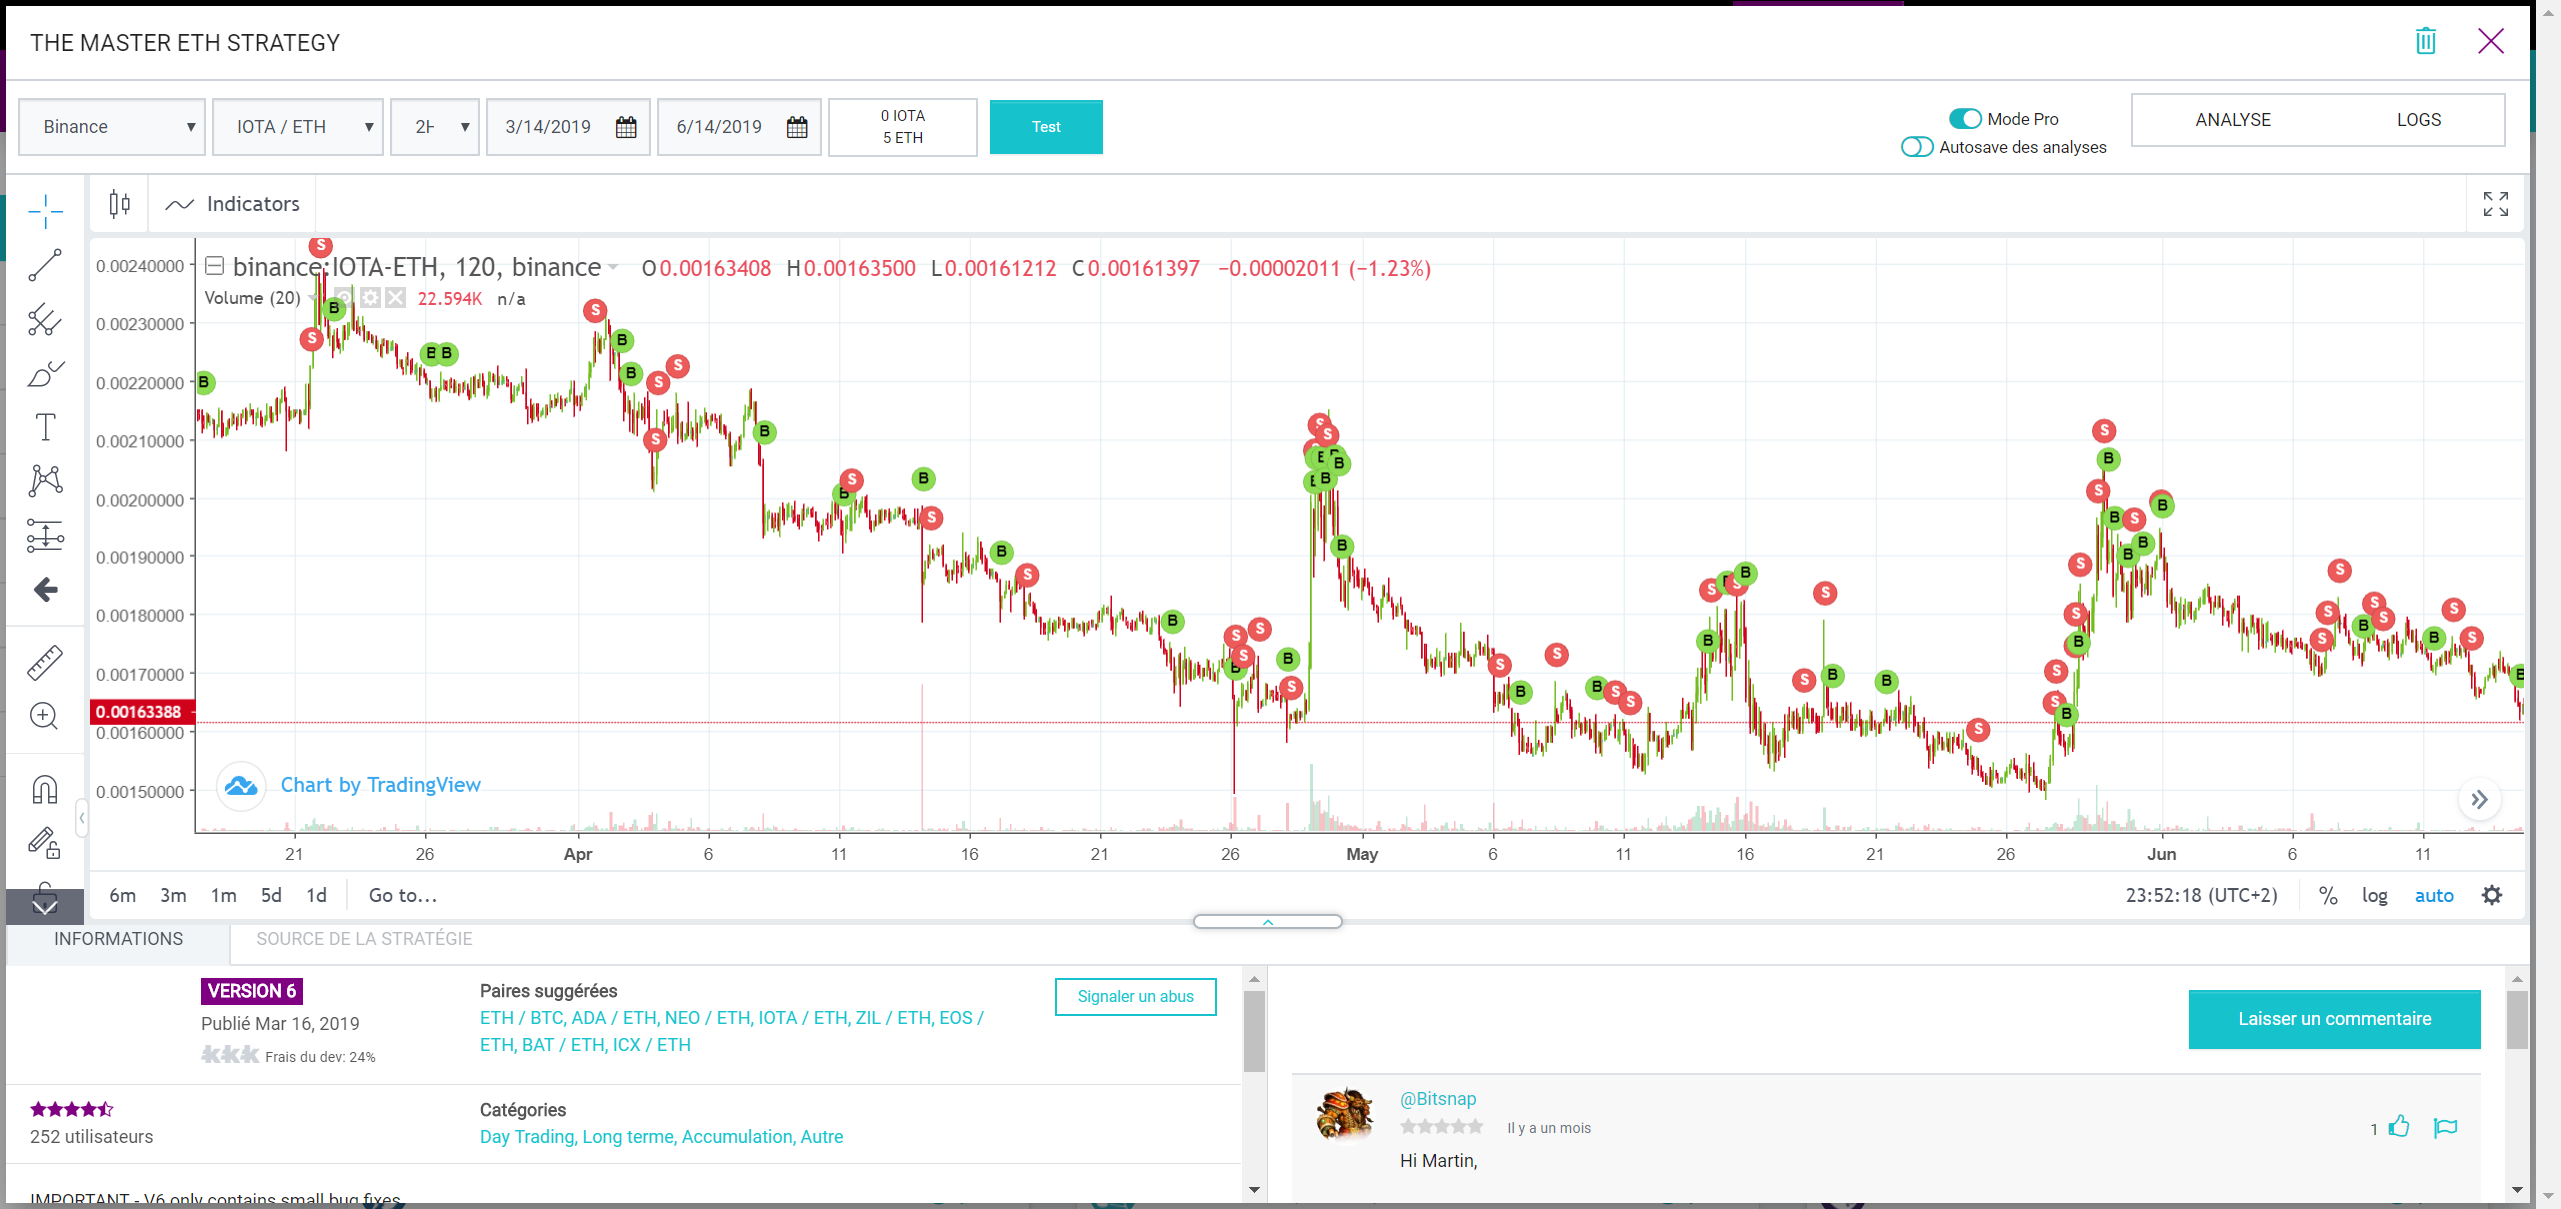 THE MASTER ETH STRATEGY
Binance
IOTA / ETH
3/14/2019
6/14/2019
0 IOTA
5 ETH
Test
Mode Pro
Autosave des analyses
ANALYSE
LOGS
Indicators
binance:IOTA-ETH, 120, binance
O0.00163408 H0.00163500 L0.00161212 C0.00161397 −0.00002011 (−1.23%)
Volume (20)
22.594K n/a
0.00240000
0.00230000
0.00220000
0.00210000
0.00200000
0.00190000
0.00180000
0.00170000
0.00163388
0.00160000
0.00150000
Chart by TradingView
21 26 Apr 6 11 16 21 26 May 6 11 16 21 26 Jun 6 11
6m 3m 1m 5d 1d Go to...
23:52:18 (UTC+2) % log auto
INFORMATIONS
SOURCE DE LA STRATÉGIE
VERSION 6
Publié Mar 16, 2019
Frais du dev: 24%
Paires suggérées
ETH / BTC, ADA / ETH, NEO / ETH, IOTA / ETH, ZIL / ETH, EOS /
ETH, BAT / ETH, ICX / ETH
Signaler un abus
252 utilisateurs
Catégories
Day Trading, Long terme, Accumulation, Autre
IMPORTANT - V6 only contains small bug fixes
Laisser un commentaire
@Bitsnap
Il y a un mois
1
Hi Martin,